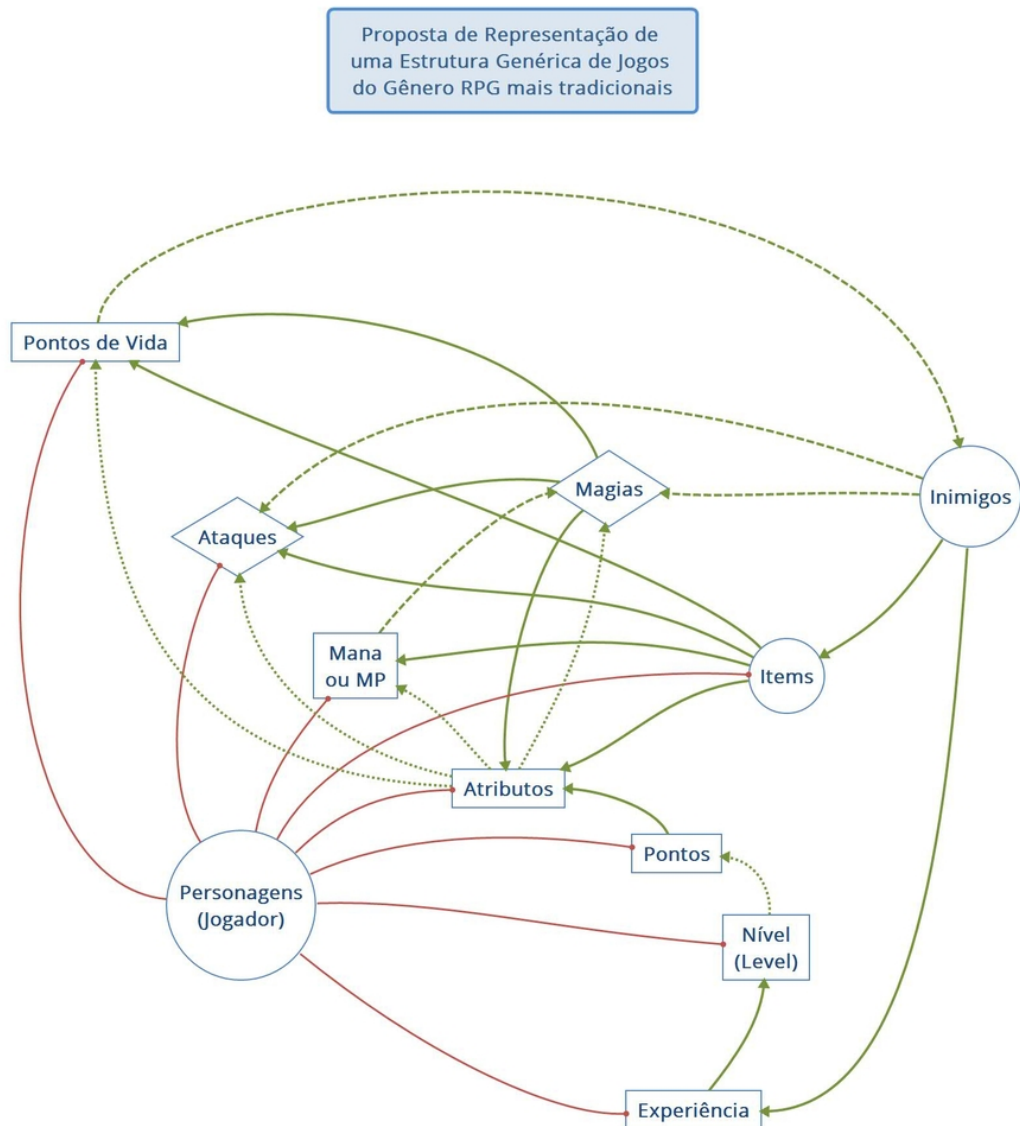 Proposta de Representação de
uma Estrutura Genérica de Jogos
do Gênero RPG mais tradicionais
Pontos de Vida
Magias
Inimigos
Ataques
Mana
ou MP
Items
Atributos
Pontos
Personagens
(Jogador)
Nível
(Level)
Experiência